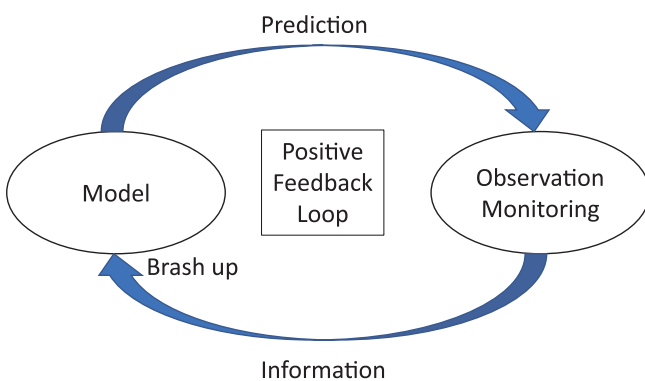 Prediction
Model
Positive
Feedback
Loop
Observation
Monitoring
Brash up
Information